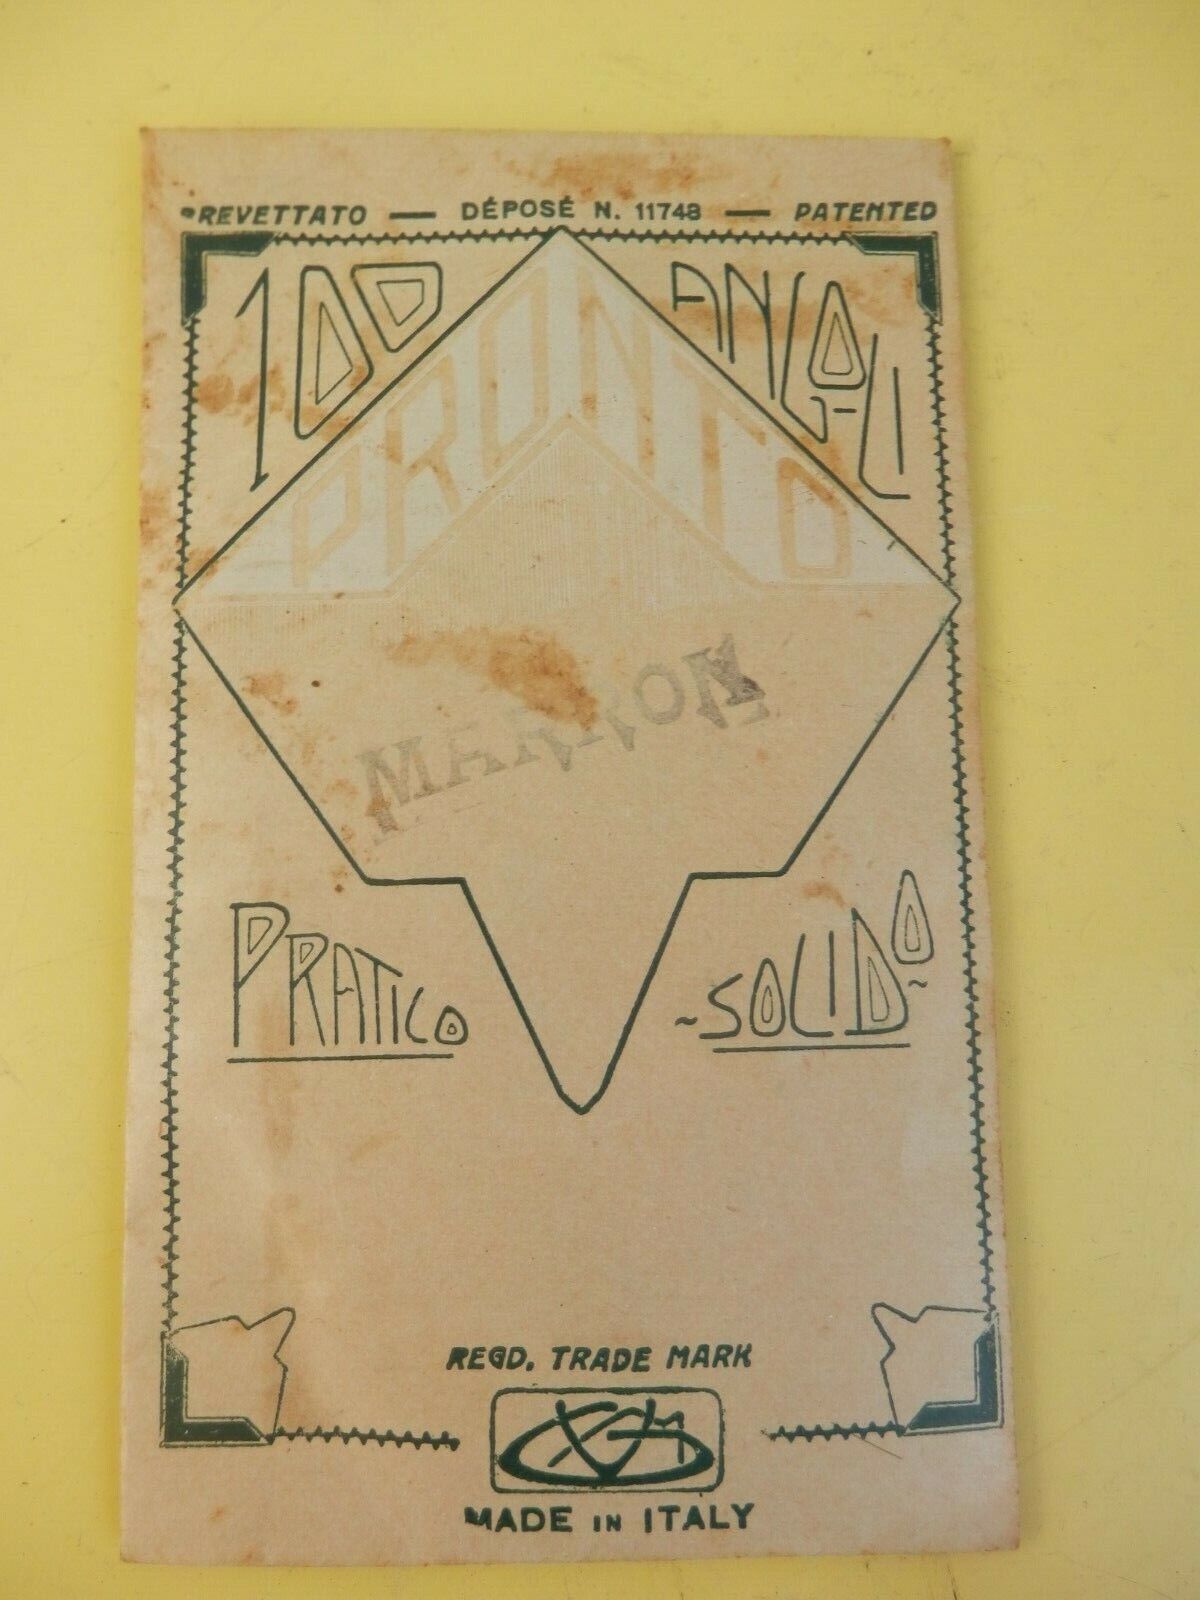 BREVETTATO — DÉPOSÉ N. 11748 — PATENTED
100 ANGOLI
PRONTO
MARRON
PRATICO ~SOLIDO~
REGD. TRADE MARK
MADE IN ITALY